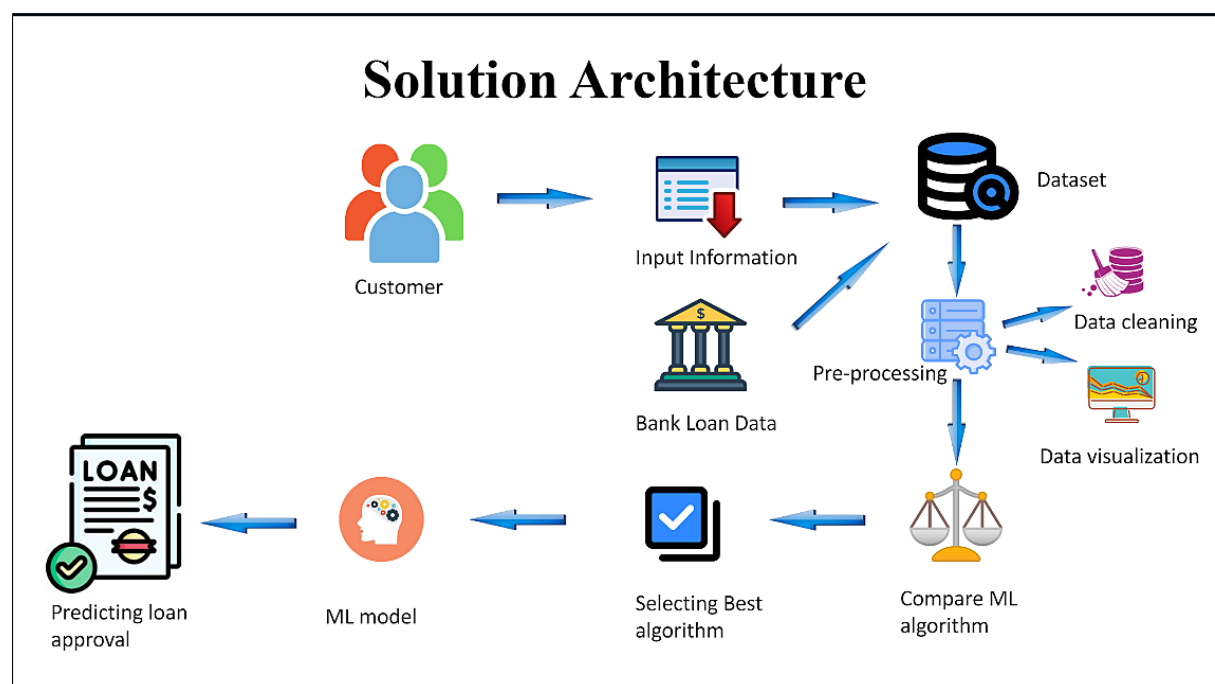 Solution Architecture
Customer
Input Information
Dataset
Bank Loan Data
Pre-processing
Data cleaning
Data visualization
Compare ML
algorithm
Selecting Best
algorithm
ML model
LOAN
$
Predicting loan
approval
$